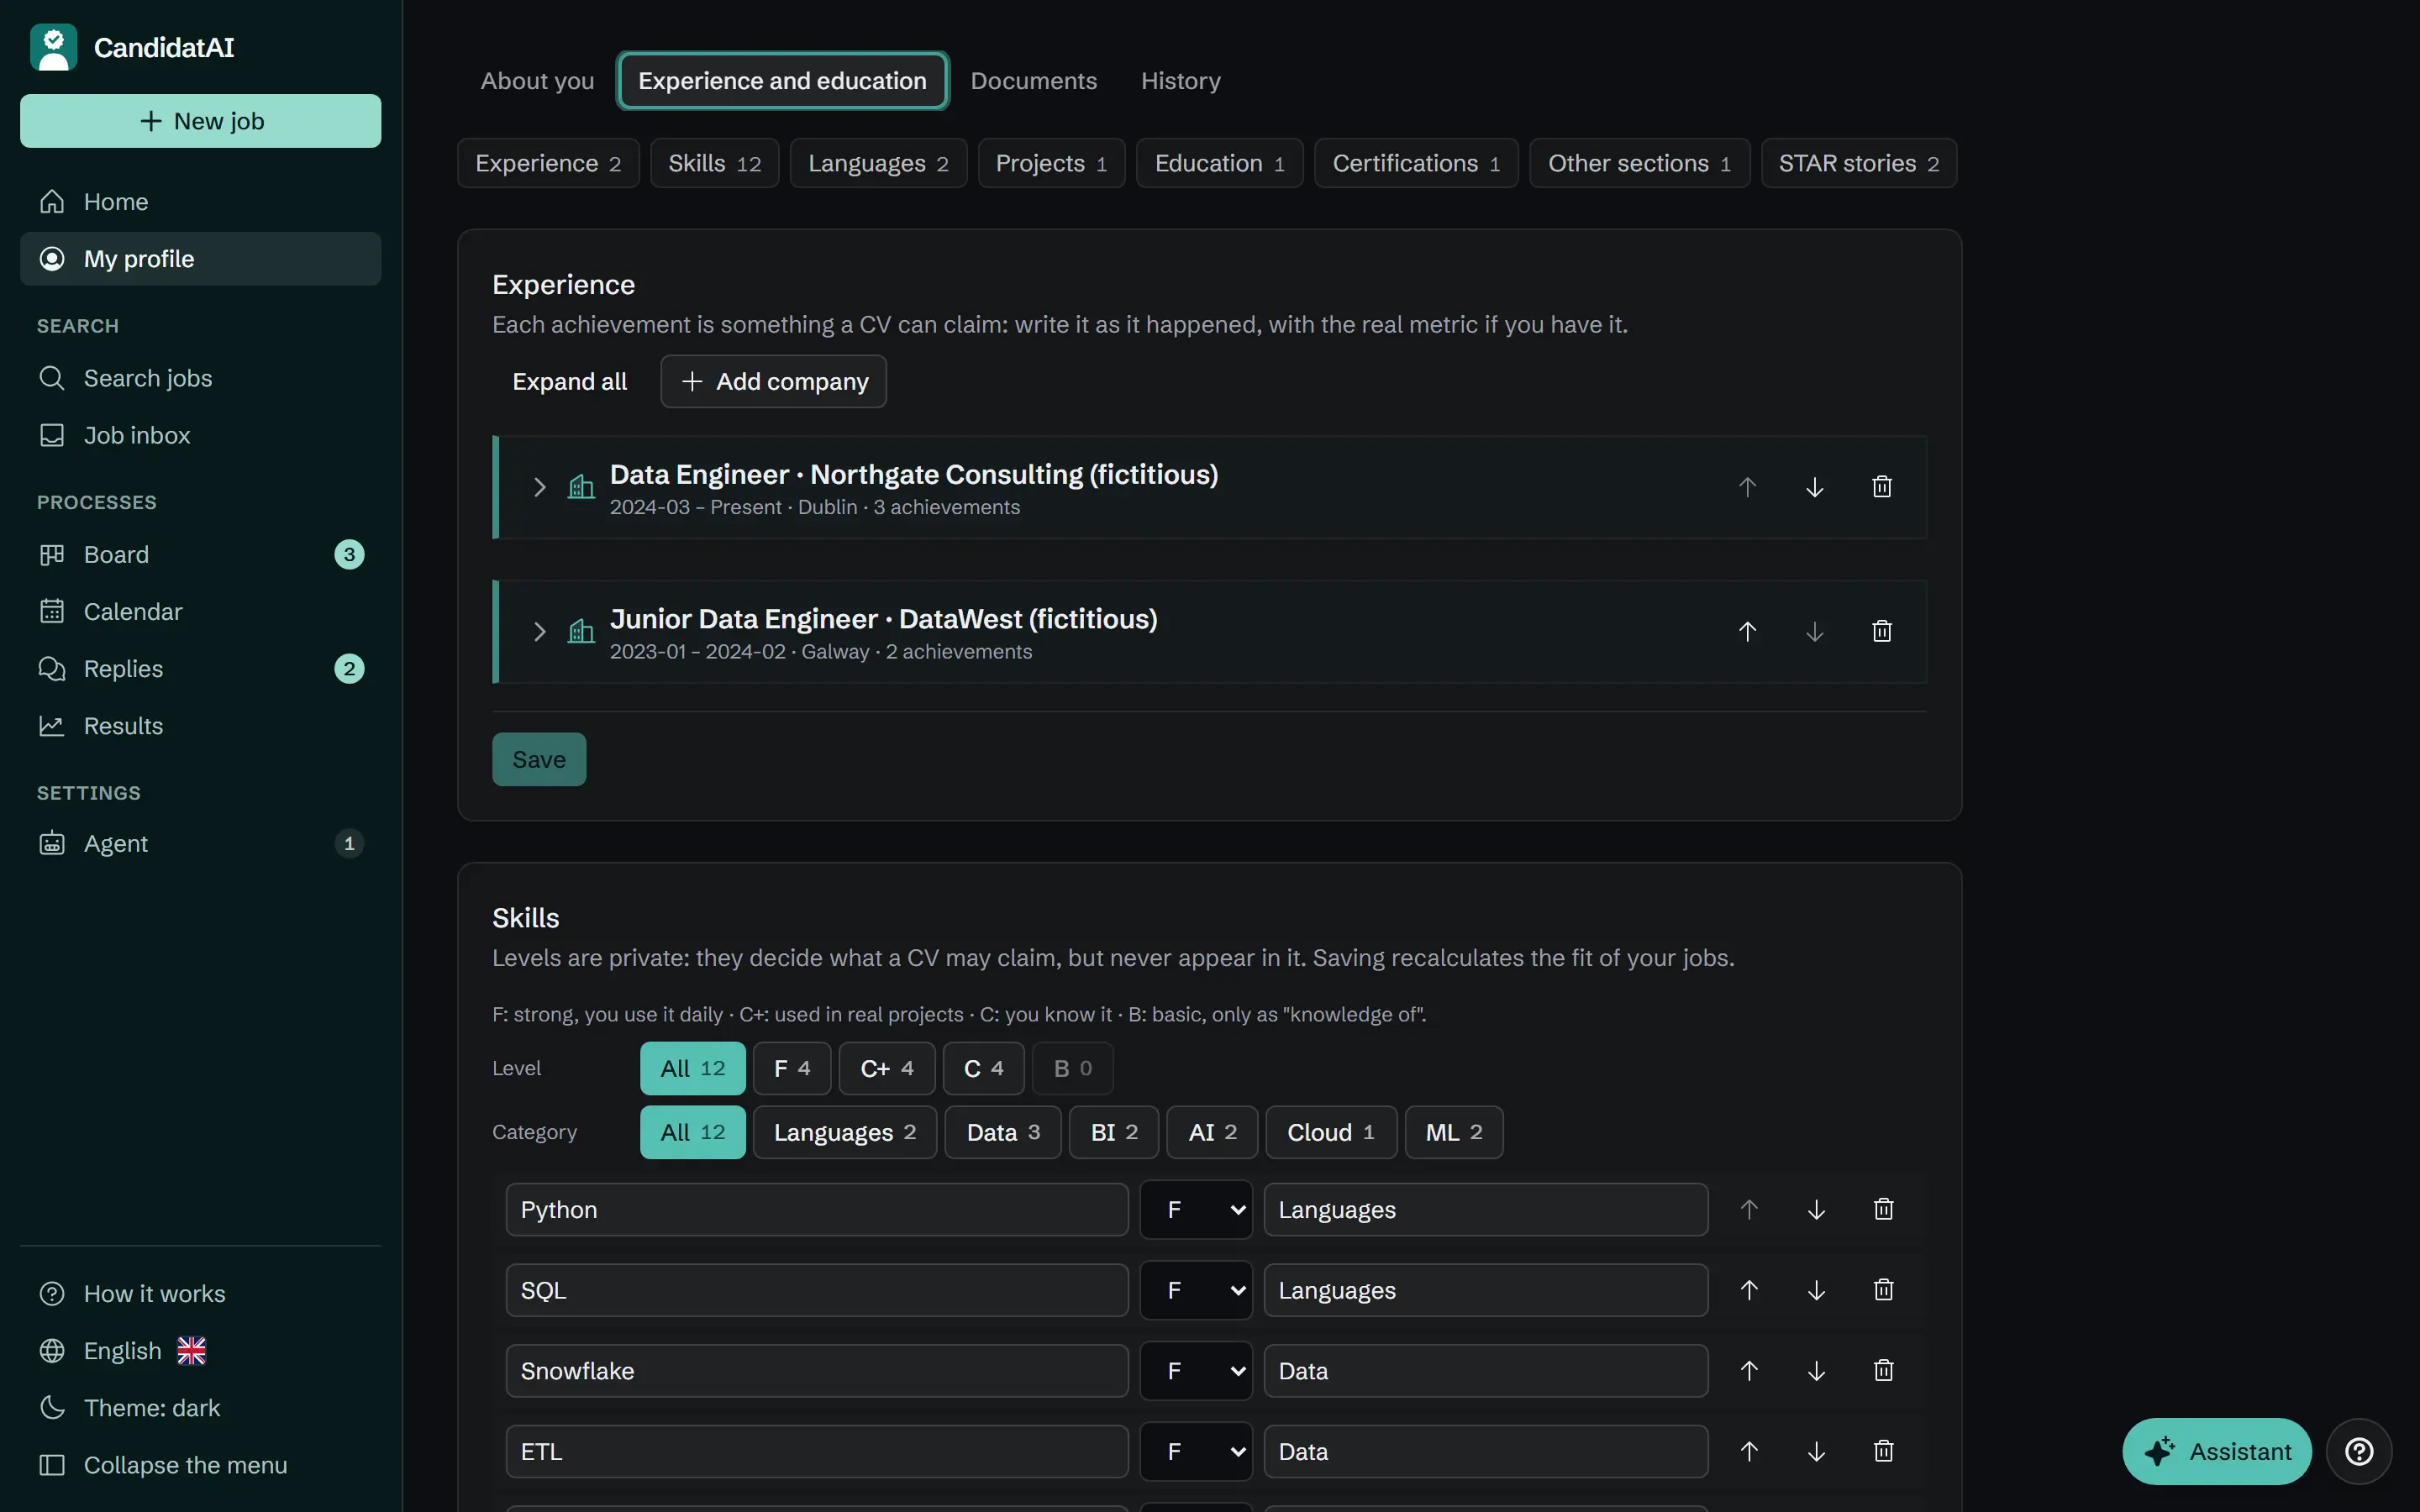 CandidatAI
New job
Home
My profile
SEARCH
Search jobs
Job inbox
PROCESSES
Board 3
Calendar
Replies 2
Results
SETTINGS
Agent 1
How it works
English
Theme: dark
Collapse the menu
About you Experience and education Documents History
Experience 2 Skills 12 Languages 2 Projects 1 Education 1 Certifications 1 Other sections 1 STAR stories 2
Experience
Each achievement is something a CV can claim: write it as it happened, with the real metric if you have it.
Expand all Add company
Data Engineer · Northgate Consulting (fictitious)
2024-03 – Present · Dublin · 3 achievements
Junior Data Engineer · DataWest (fictitious)
2023-01 – 2024-02 · Galway · 2 achievements
Save
Skills
Levels are private: they decide what a CV may claim, but never appear in it. Saving recalculates the fit of your jobs.
F: strong, you use it daily · C+: used in real projects · C: you know it · B: basic, only as "knowledge of".
Level All 12 F 4 C+ 4 C 4 B 0
Category All 12 Languages 2 Data 3 BI 2 AI 2 Cloud 1 ML 2
Python F Languages
SQL F Languages
Snowflake F Data
ETL F Data
Assistant